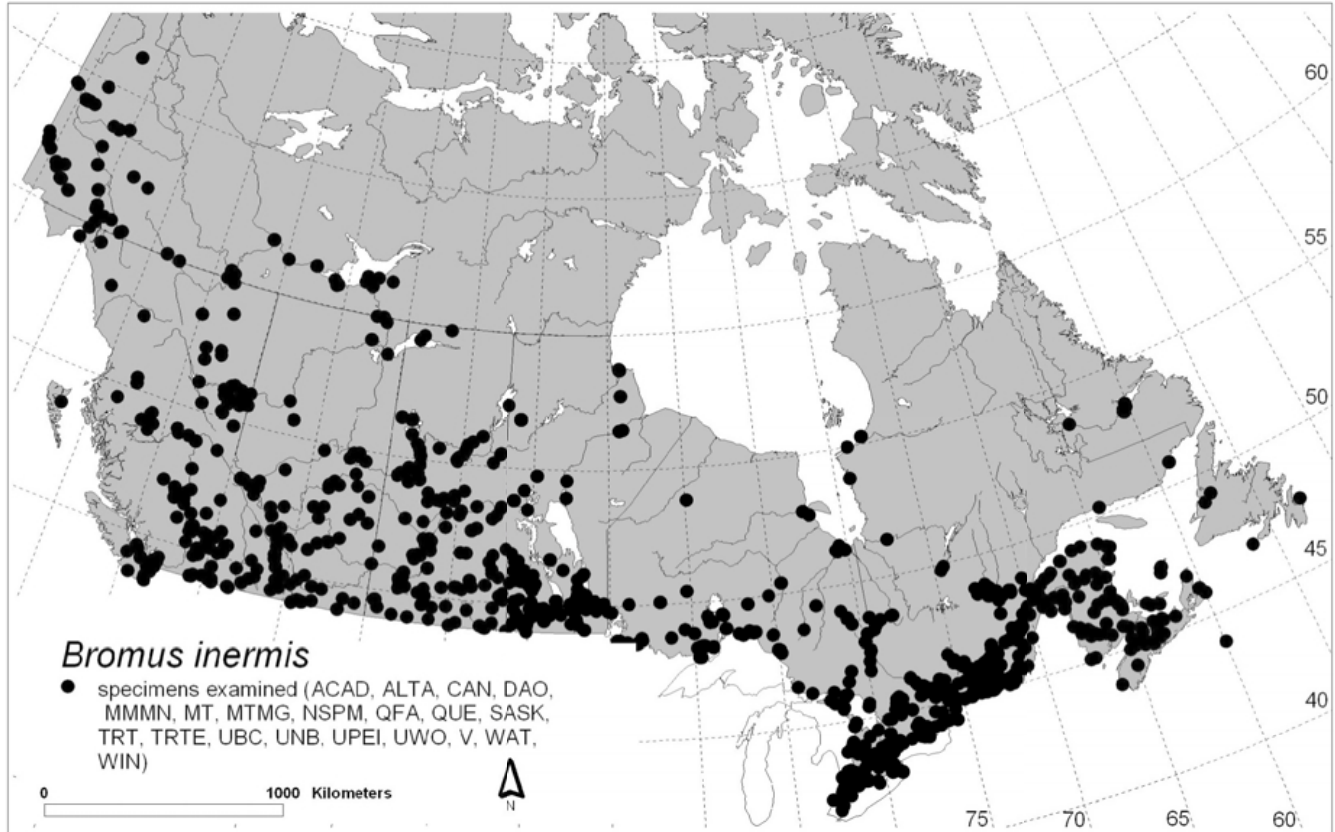 60
55
50
45
40
Bromus inermis
specimens examined (ACAD, ALTA, CAN, DAO,
MMMN, MT, MTMG, NSPM, QFA, QUE, SASK,
TRT, TRTE, UBC, UNB, UPEI, UWO, V, WAT,
WIN)
0 1000 Kilometers
N
75 70 65 60